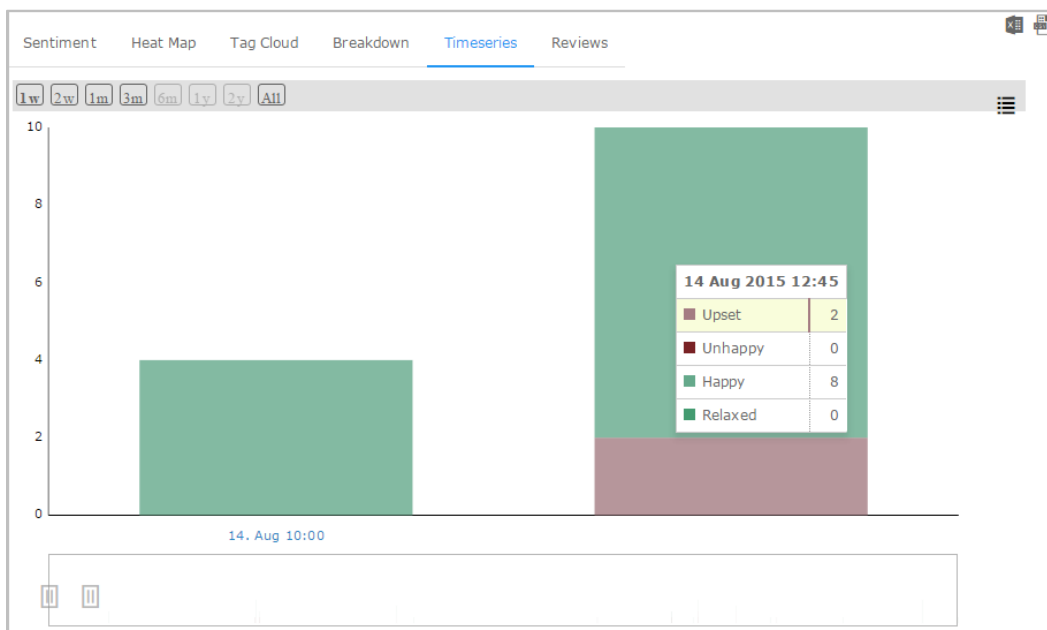 Sentiment Heat Map Tag Cloud Breakdown Timeseries Reviews
1w 2w 1m 3m 6m 1y 2y All
10
8
6
4
2
0
14 Aug 2015 12:45
Upset 2
Unhappy 0
Happy 8
Relaxed 0
14. Aug 10:00